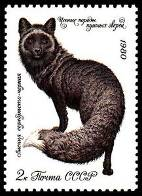 Ценные породы
пушных зверей
1980
лисица серебристо-черная
2к Почта СССР